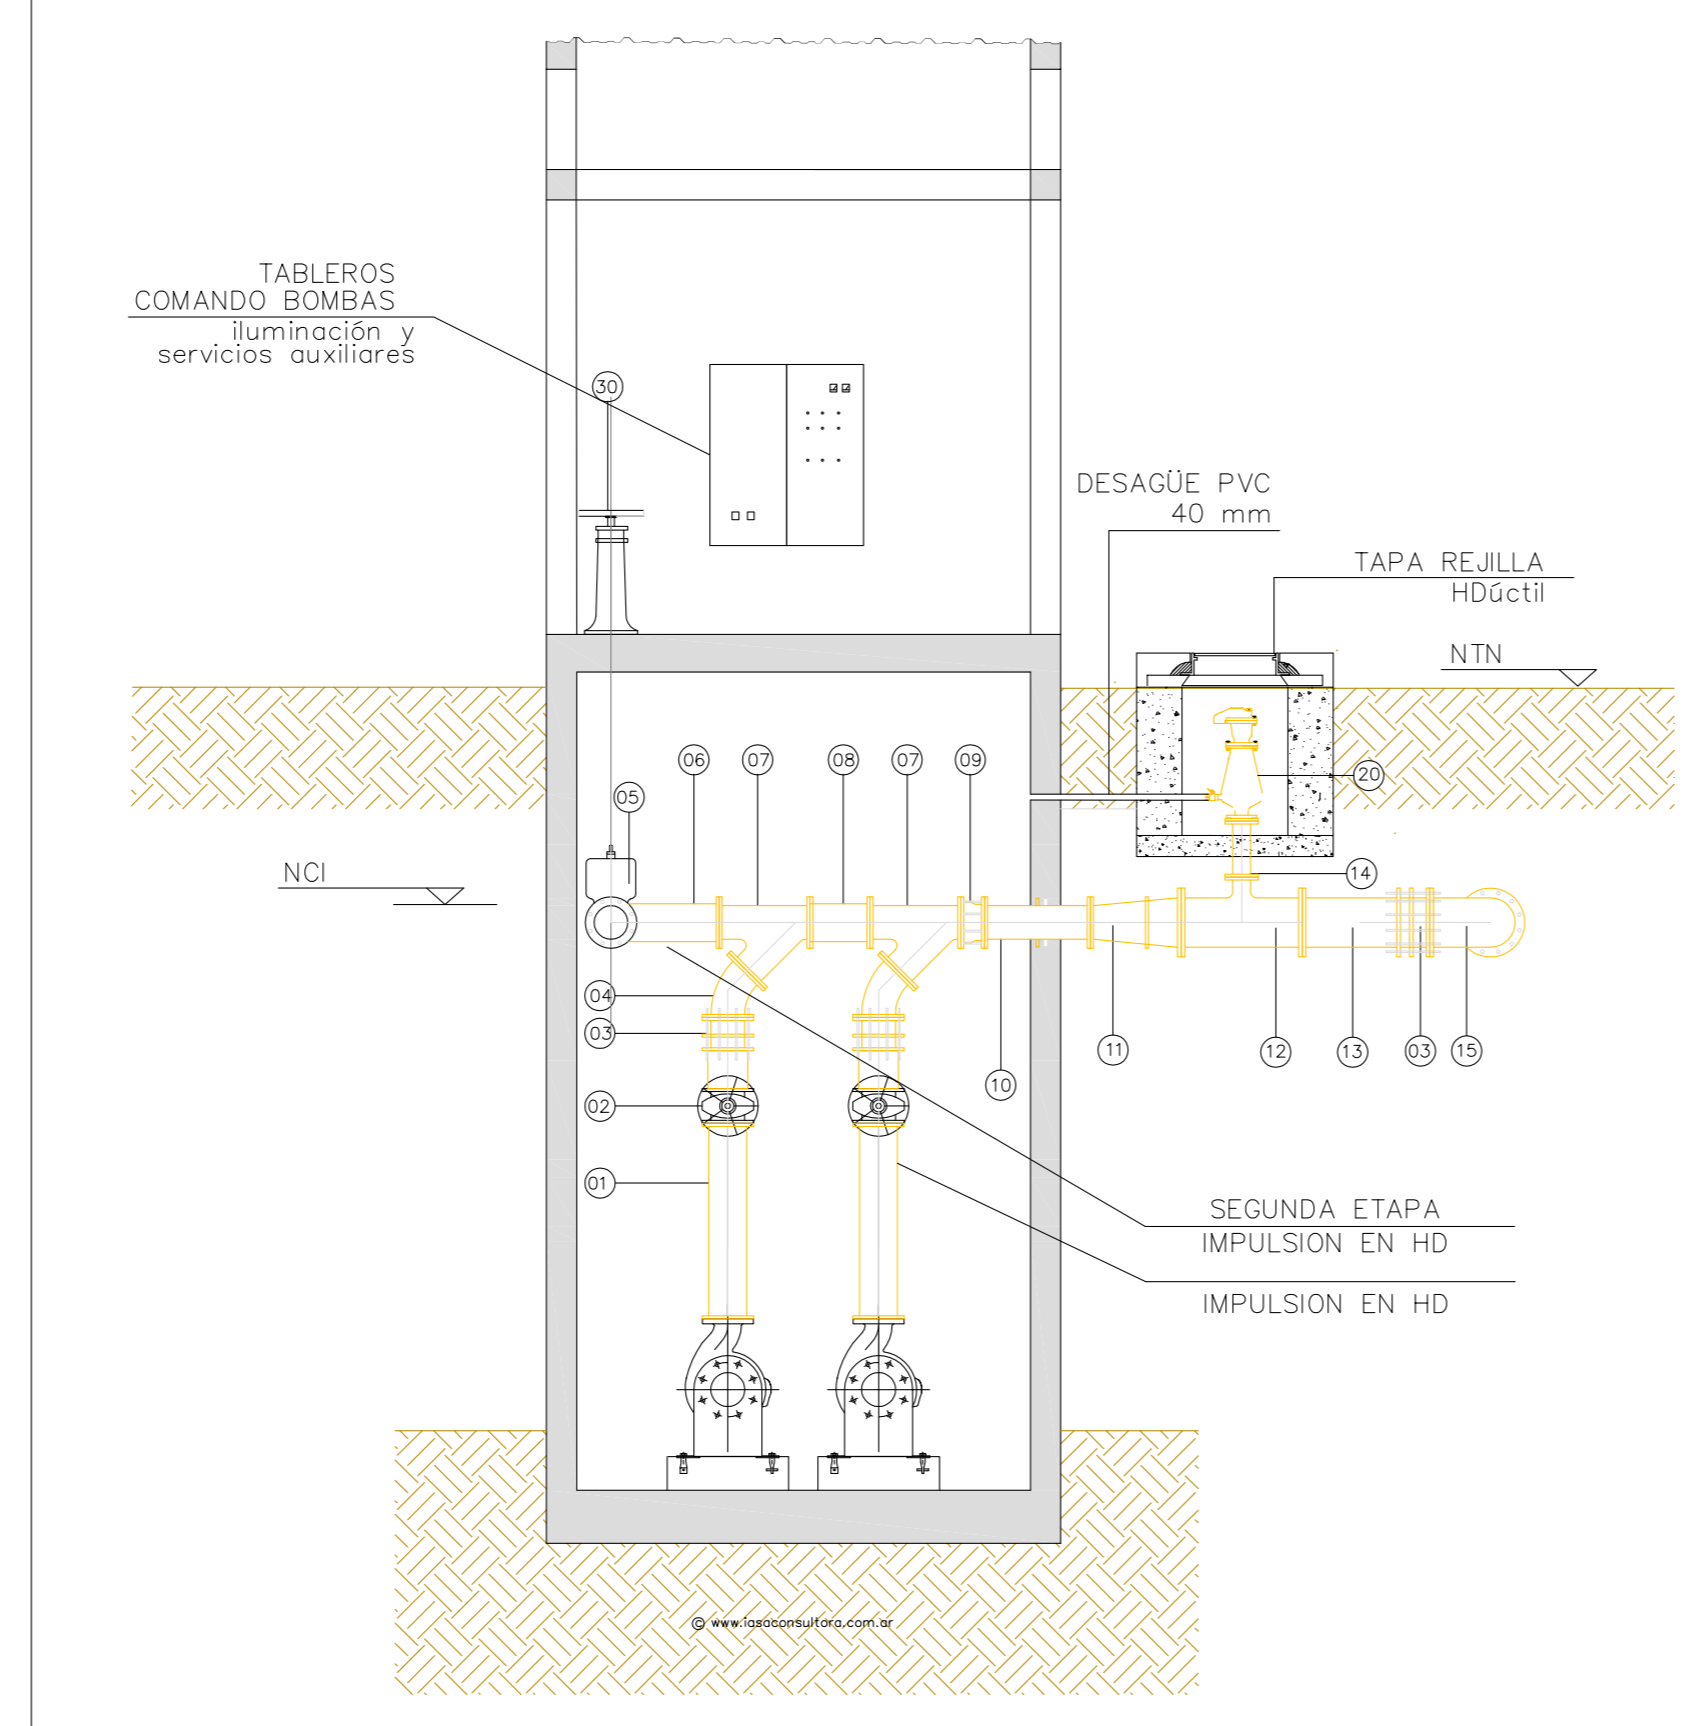 TABLEROS
COMANDO BOMBAS
iluminación y
servicios auxiliares
30
DESAGÜE PVC
40 mm
TAPA REJILLA
HDúctil
NTN
06
07
08
07
09
05
20
NCI
14
04
03
10
11
12
13
03
15
02
01
SEGUNDA ETAPA
IMPULSION EN HD
IMPULSION EN HD
© www.iasaconsultora.com.ar